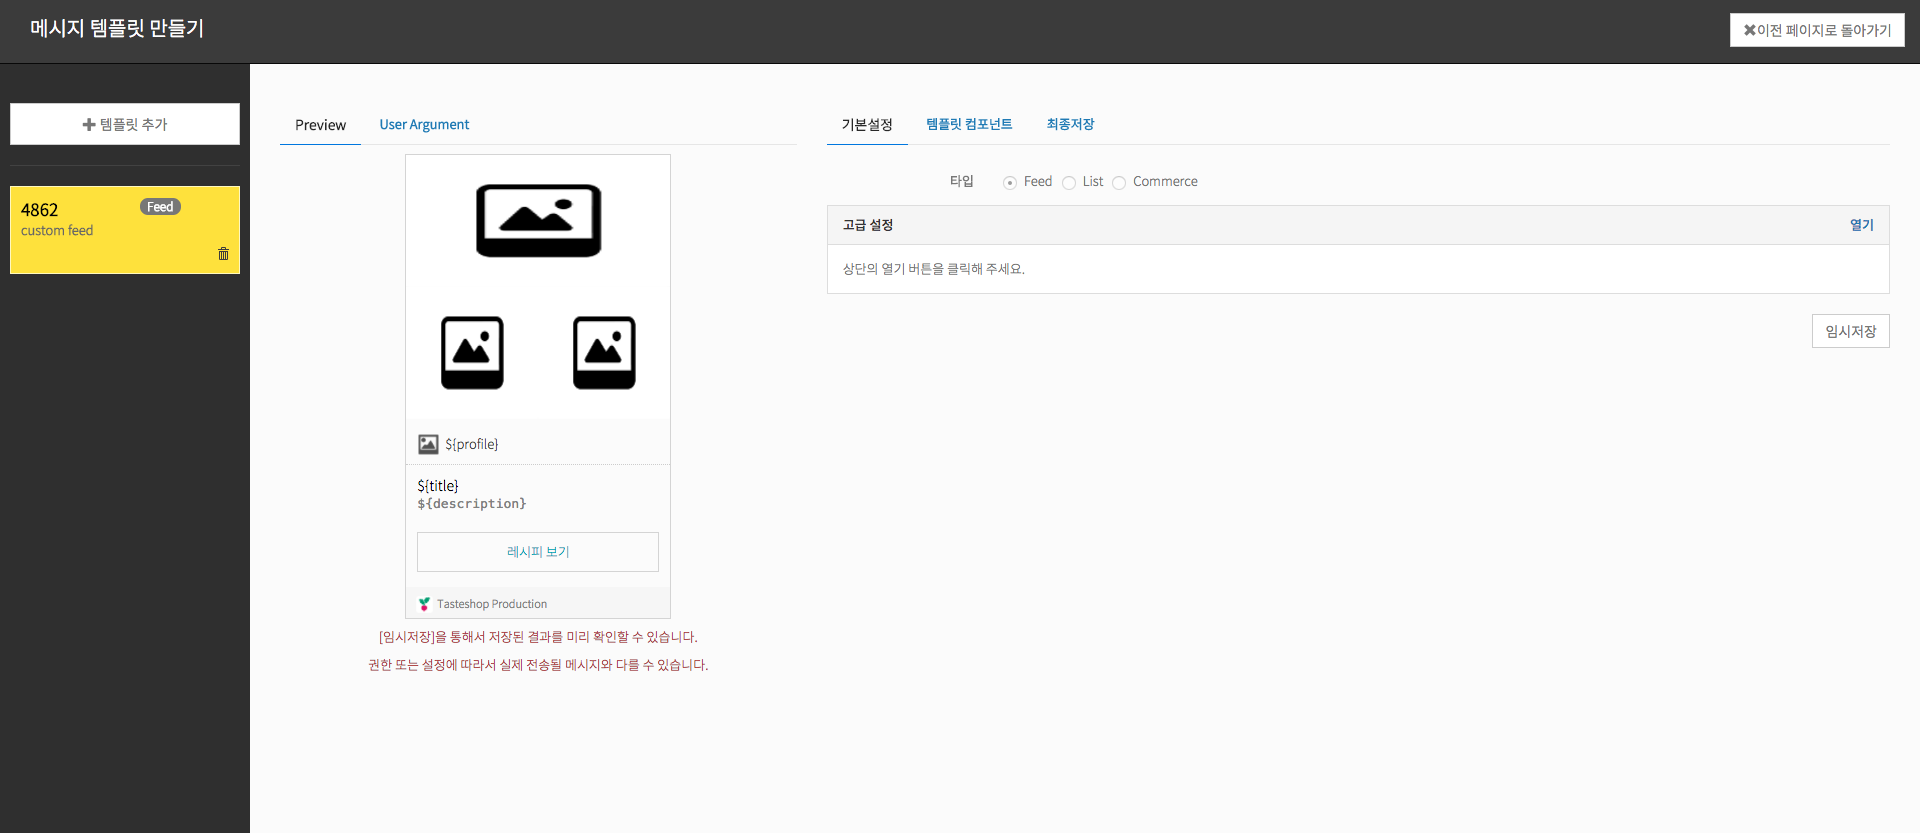 메시지 템플릿 만들기
이전 페이지로 돌아가기
템플릿 추가
4862
Feed
custom feed
Preview
User Argument
${profile}
${title}
${description}
레시피 보기
Tasteshop Production
[임시저장]을 통해서 저장된 결과를 미리 확인할 수 있습니다.
권한 또는 설정에 따라서 실제 전송될 메시지와 다를 수 있습니다.
기본설정
템플릿 컴포넌트
최종저장
타입
Feed
List
Commerce
고급 설정
열기
상단의 열기 버튼을 클릭해 주세요.
임시저장